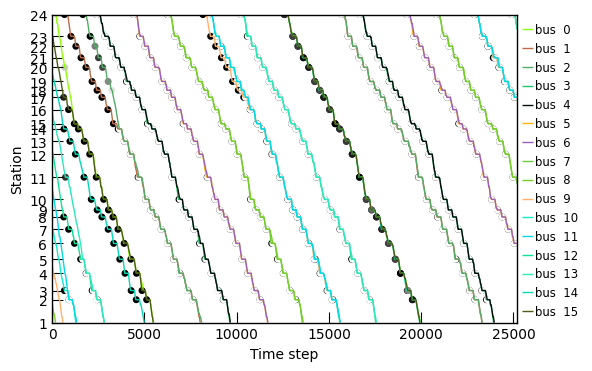 24
23
22
21
20
19
18
17
16
15
14
13
12
11
10
9
8
7
6
5
4
3
2
1
Station
0
5000
10000
15000
20000
25000
Time step
bus 0
bus 1
bus 2
bus 3
bus 4
bus 5
bus 6
bus 7
bus 8
bus 9
bus 10
bus 11
bus 12
bus 13
bus 14
bus 15